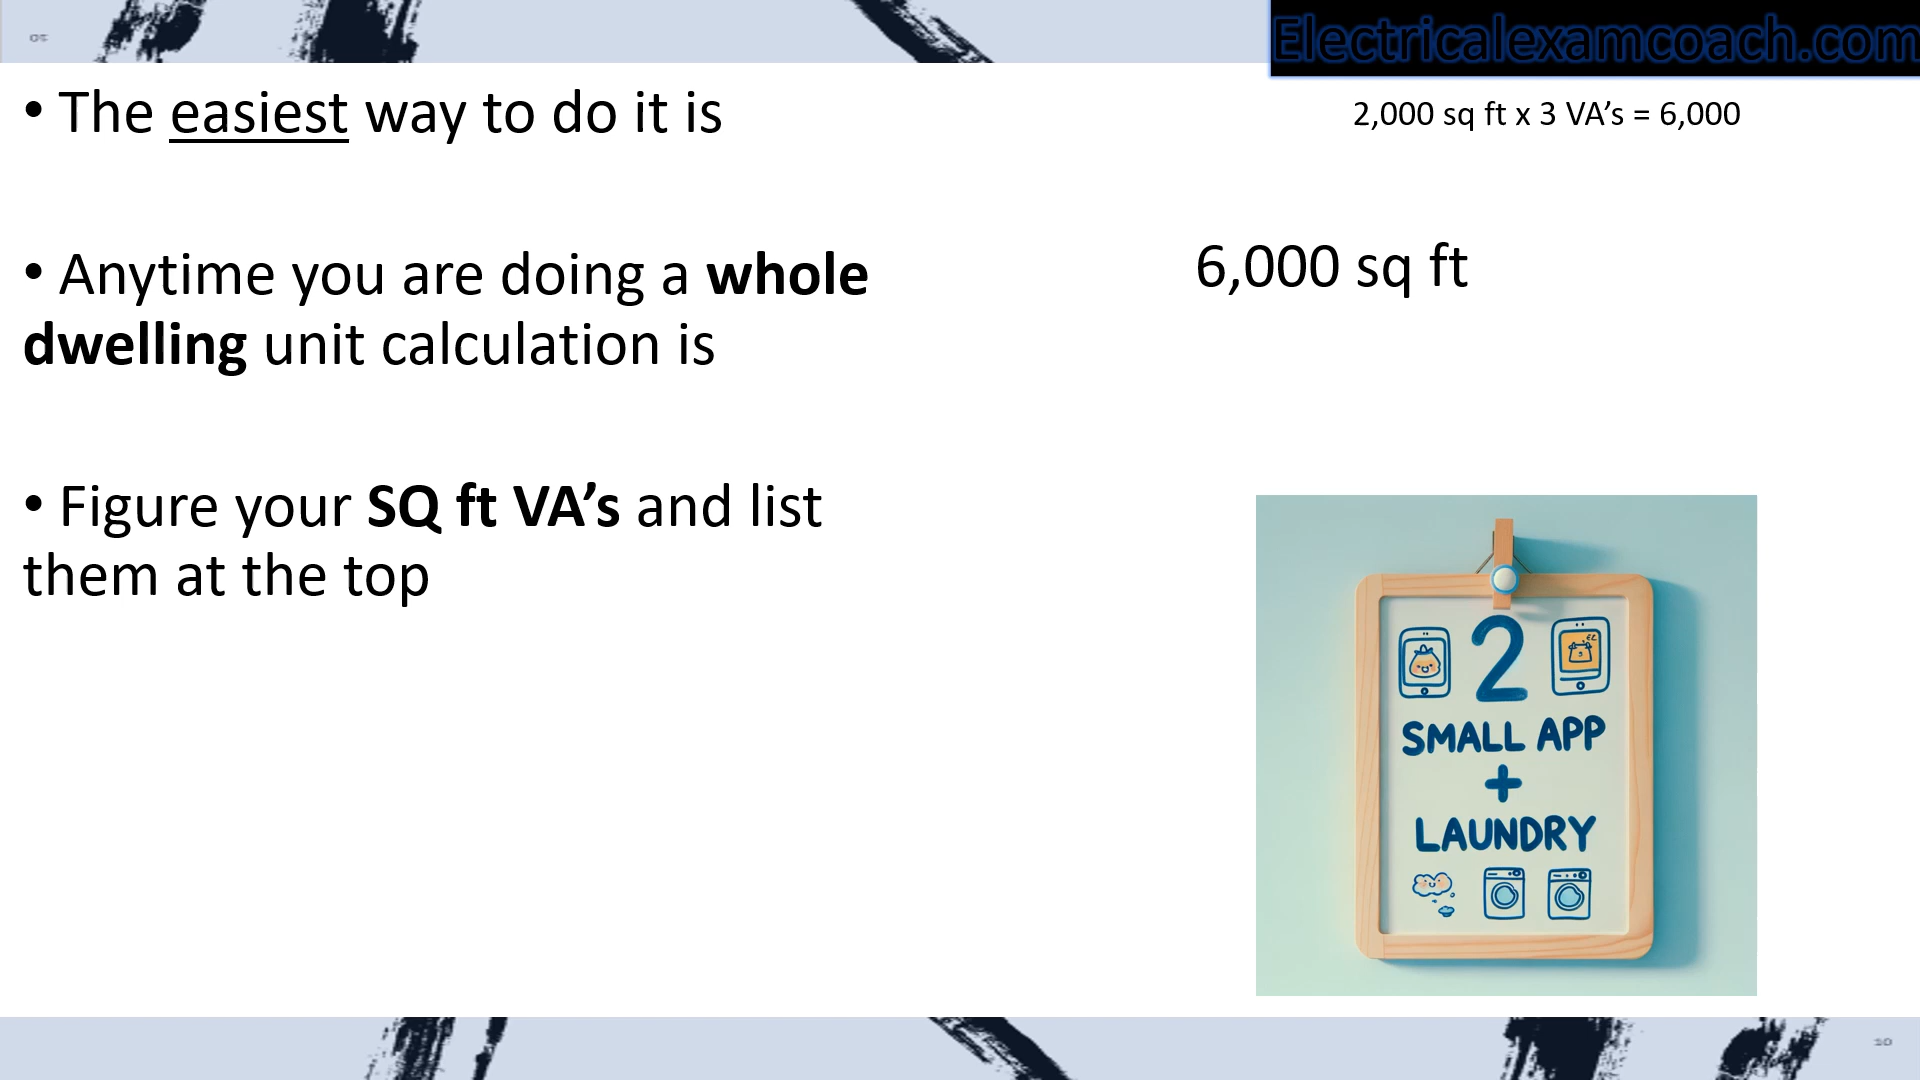 Electricalexamcoach.com
• The easiest way to do it is
2,000 sq ft x 3 VA’s = 6,000
• Anytime you are doing a whole
dwelling unit calculation is
6,000 sq ft
• Figure your SQ ft VA’s and list
them at the top
2
SMALL APP
+
LAUNDRY